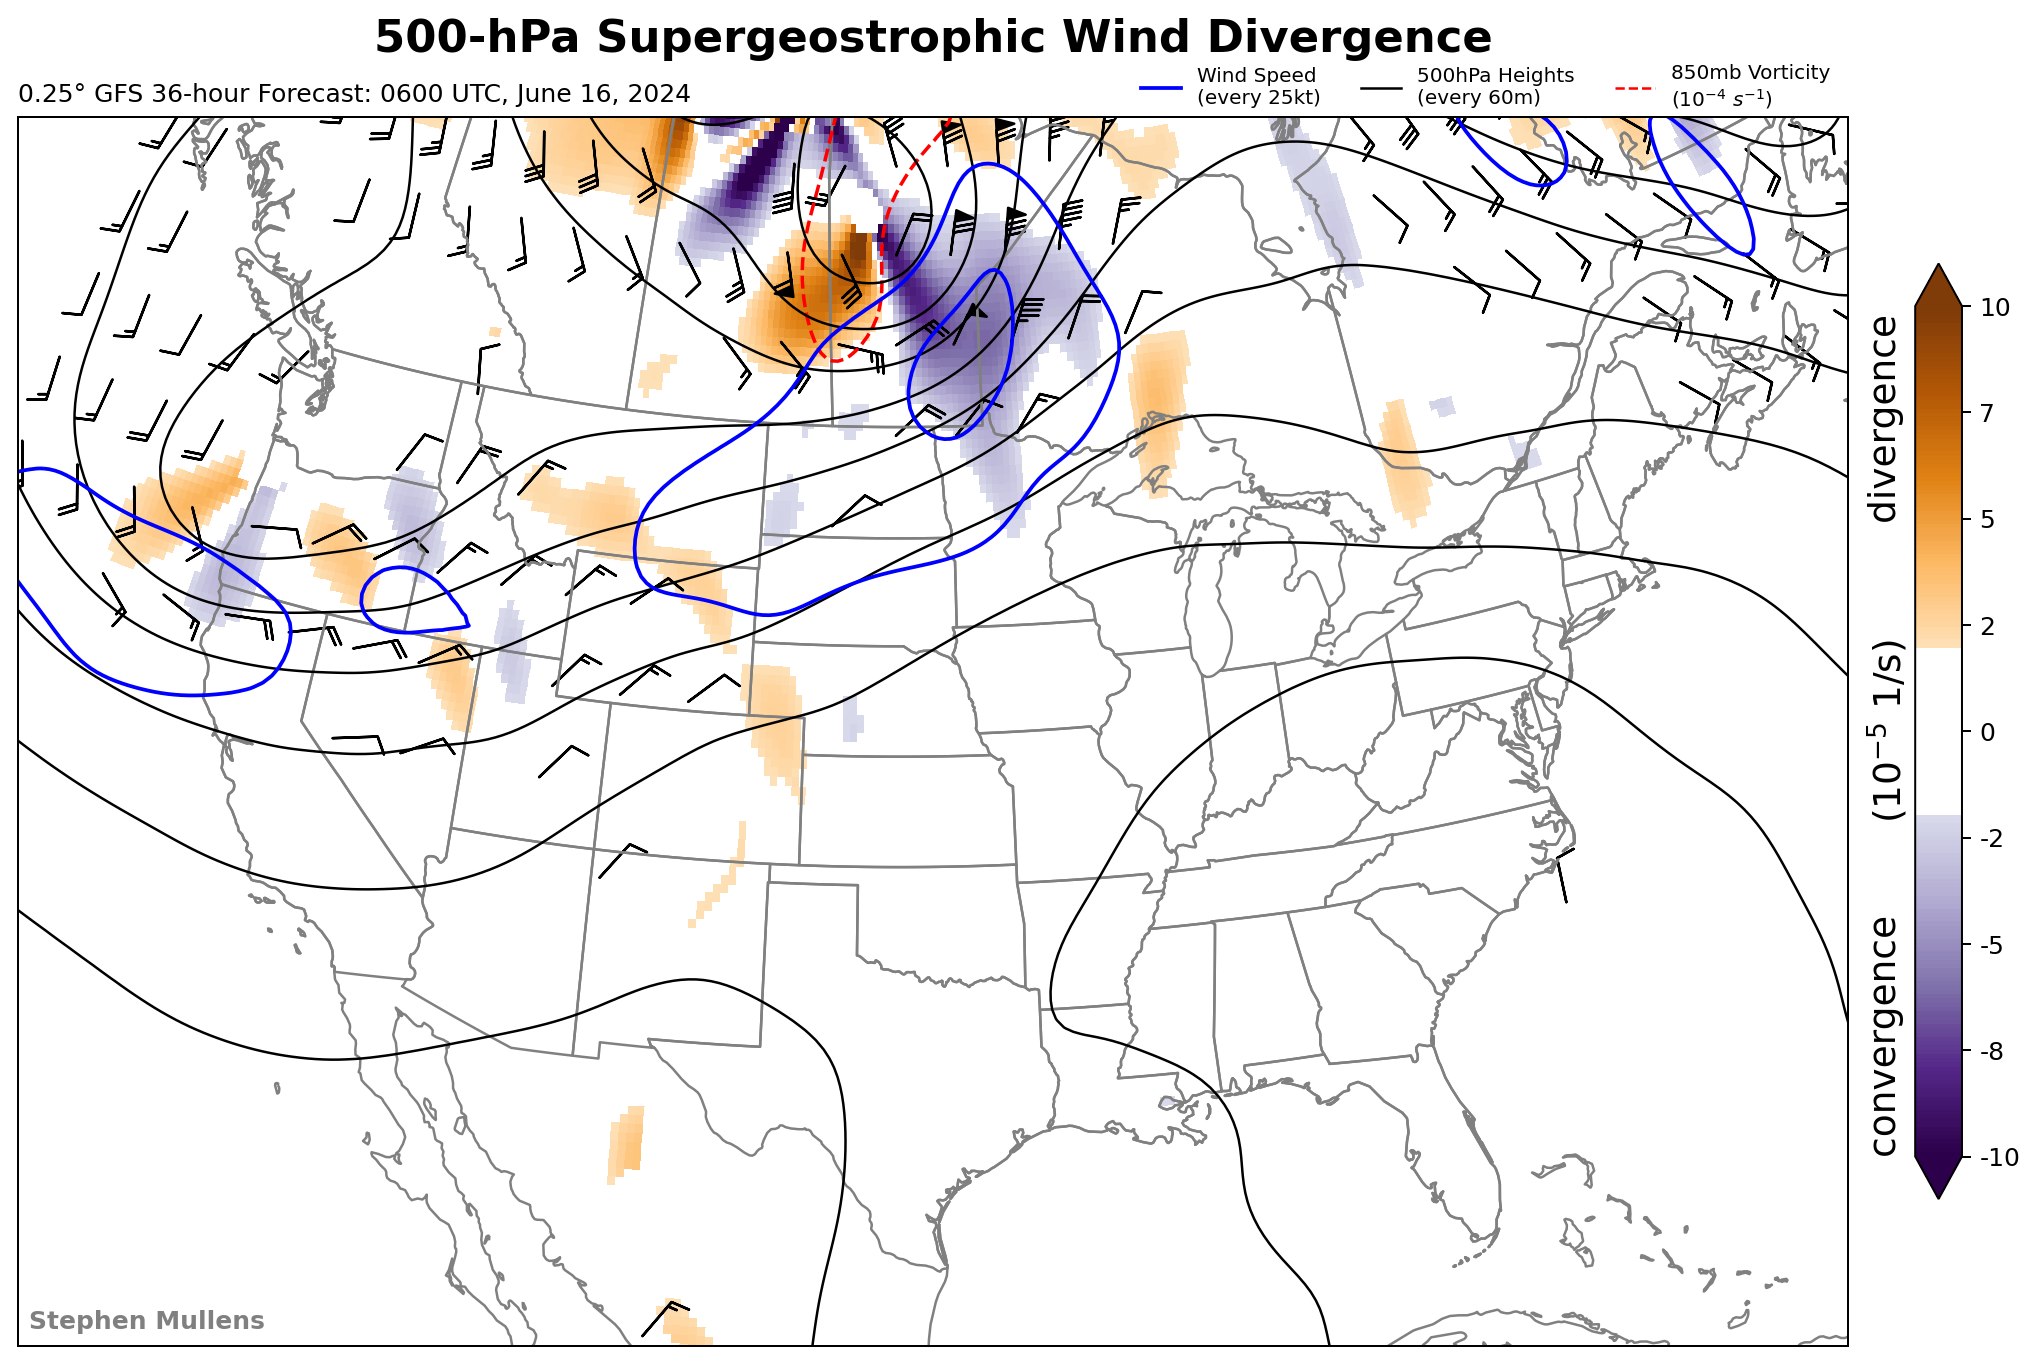 500-hPa Supergeostrophic Wind Divergence
0.25° GFS 36-hour Forecast: 0600 UTC, June 16, 2024
Wind Speed
(every 25kt)
500hPa Heights
(every 60m)
850mb Vorticity
(10⁻⁴ s⁻¹)
10
7
5
2
0
-2
-5
-8
-10
convergence (10⁻⁵ 1/s) divergence
Stephen Mullens